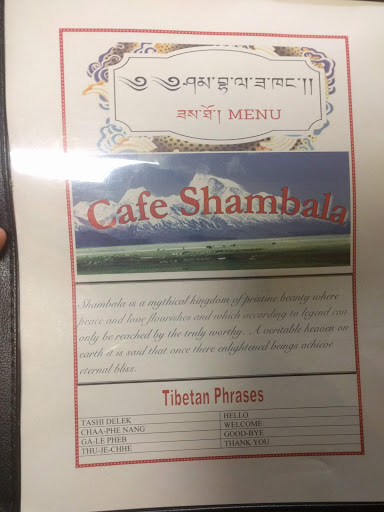 ༄༅ །ཤམ་བྷ་ལ་ཟ་ཁང་།།
ཟས་ཐོ། MENU
Cafe Shambala
Shambala is a mythical kingdom of pristine beauty where
peace and love flourishes and which according to legend can
only be reached by the truly worthy. A veritable heaven on
earth it is said that once there enlightened beings achieve
eternal bliss.
Tibetan Phrases
TASHI DELEK HELLO
CHAA-PHE NANG WELCOME
GA-LE PHEB GOOD-BYE
THU-JE-CHHE THANK YOU